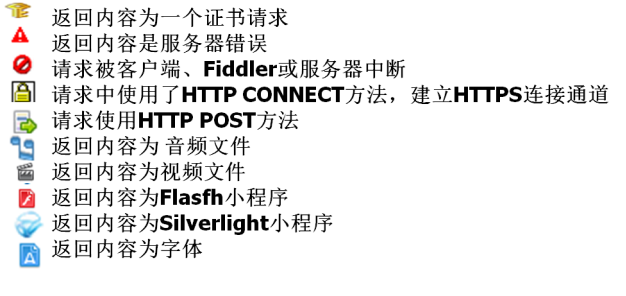 返回内容为一个证书请求
返回内容是服务器错误
请求被客户端、Fiddler或服务器中断
请求中使用了HTTP CONNECT方法，建立HTTPS连接通道
请求使用HTTP POST方法
返回内容为 音频文件
返回内容为视频文件
返回内容为Flasfh小程序
返回内容为Silverlight小程序
返回内容为字体